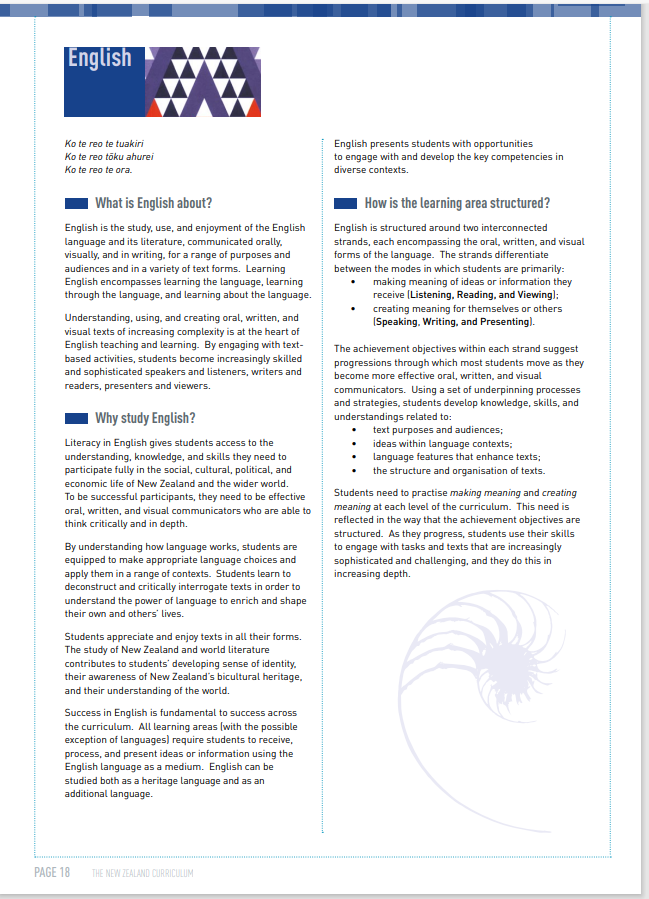 English
Ko te reo te tuakiri
Ko te reo tōku ahurei
Ko te reo te ora.
What is English about?
English is the study, use, and enjoyment of the English
language and its literature, communicated orally,
visually, and in writing, for a range of purposes and
audiences and in a variety of text forms.  Learning
English encompasses learning the language, learning
through the language, and learning about the language.
Understanding, using, and creating oral, written, and
visual texts of increasing complexity is at the heart of
English teaching and learning.  By engaging with text-
based activities, students become increasingly skilled
and sophisticated speakers and listeners, writers and
readers, presenters and viewers.
Why study English?
Literacy in English gives students access to the
understanding, knowledge, and skills they need to
participate fully in the social, cultural, political, and
economic life of New Zealand and the wider world.
To be successful participants, they need to be effective
oral, written, and visual communicators who are able to
think critically and in depth.
By understanding how language works, students are
equipped to make appropriate language choices and
apply them in a range of contexts.  Students learn to
deconstruct and critically interrogate texts in order to
understand the power of language to enrich and shape
their own and others’ lives.
Students appreciate and enjoy texts in all their forms.
The study of New Zealand and world literature
contributes to students’ developing sense of identity,
their awareness of New Zealand’s bicultural heritage,
and their understanding of the world.
Success in English is fundamental to success across
the curriculum.  All learning areas (with the possible
exception of languages) require students to receive,
process, and present ideas or information using the
English language as a medium.  English can be
studied both as a heritage language and as an
additional language.
English presents students with opportunities
to engage with and develop the key competencies in
diverse contexts.
How is the learning area structured?
English is structured around two interconnected
strands, each encompassing the oral, written, and visual
forms of the language.  The strands differentiate
between the modes in which students are primarily:
• making meaning of ideas or information they
receive (Listening, Reading, and Viewing);
• creating meaning for themselves or others
(Speaking, Writing, and Presenting).
The achievement objectives within each strand suggest
progressions through which most students move as they
become more effective oral, written, and visual
communicators.  Using a set of underpinning processes
and strategies, students develop knowledge, skills, and
understandings related to:
• text purposes and audiences;
• ideas within language contexts;
• language features that enhance texts;
• the structure and organisation of texts.
Students need to practise making meaning and creating
meaning at each level of the curriculum.  This need is
reflected in the way that the achievement objectives are
structured.  As they progress, students use their skills
to engage with tasks and texts that are increasingly
sophisticated and challenging, and they do this in
increasing depth.
PAGE 18 THE NEW ZEALAND CURRICULUM